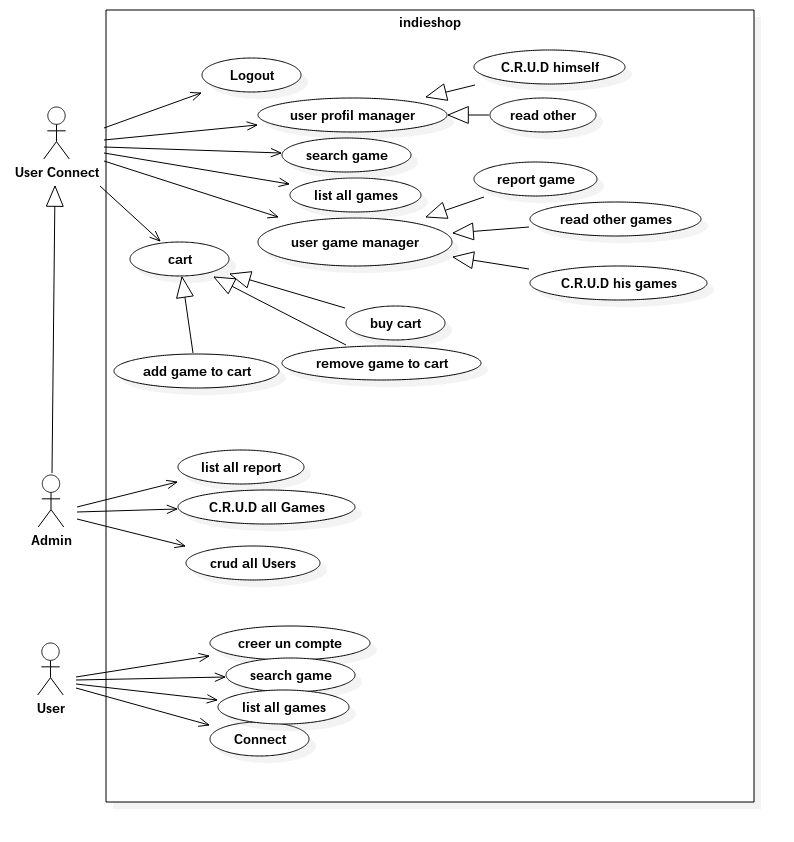 indieshop
C.R.U.D himself
Logout
user profil manager
read other
search game
User Connect
report game
list all games
read other games
user game manager
cart
C.R.U.D his games
buy cart
remove game to cart
add game to cart
list all report
C.R.U.D all Games
Admin
crud all Users
creer un compte
search game
list all games
User
Connect